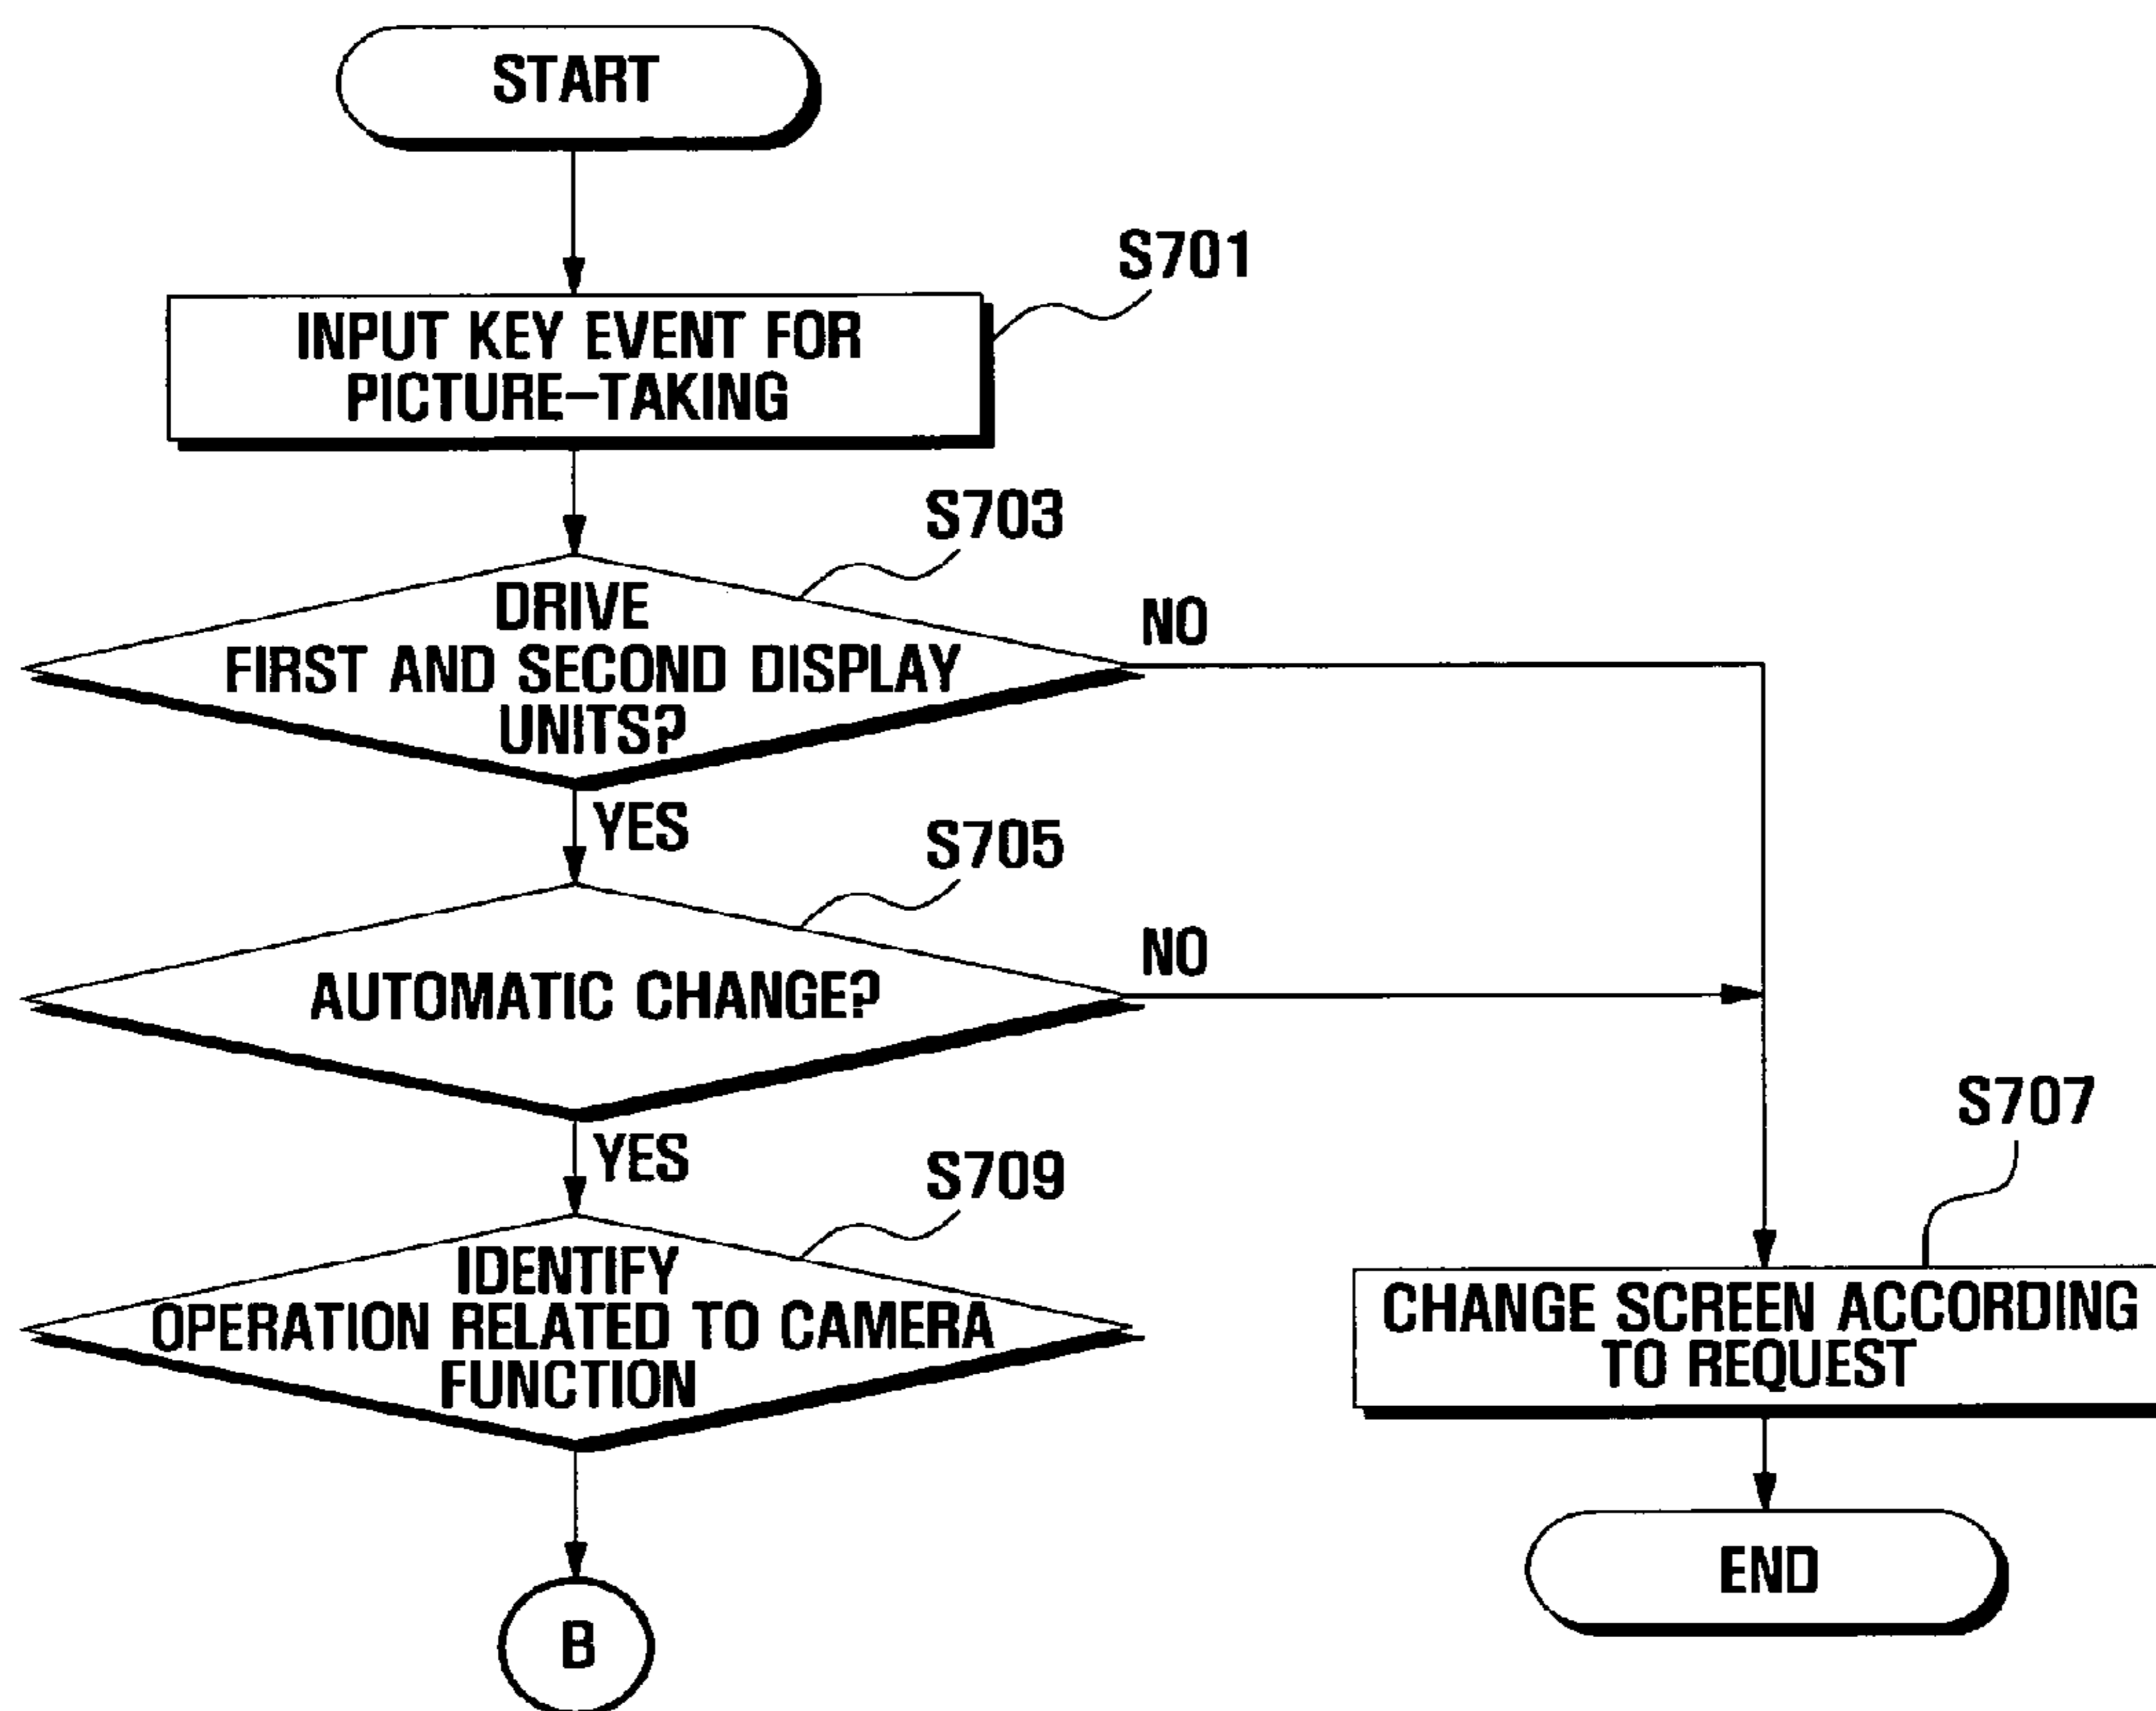 START
S701
INPUT KEY EVENT FOR
PICTURE-TAKING
S703
DRIVE
FIRST AND SECOND DISPLAY
UNITS?
NO
YES
S705
AUTOMATIC CHANGE?
NO
YES
S709
IDENTIFY
OPERATION RELATED TO CAMERA
FUNCTION
S707
CHANGE SCREEN ACCORDING
TO REQUEST
END
B